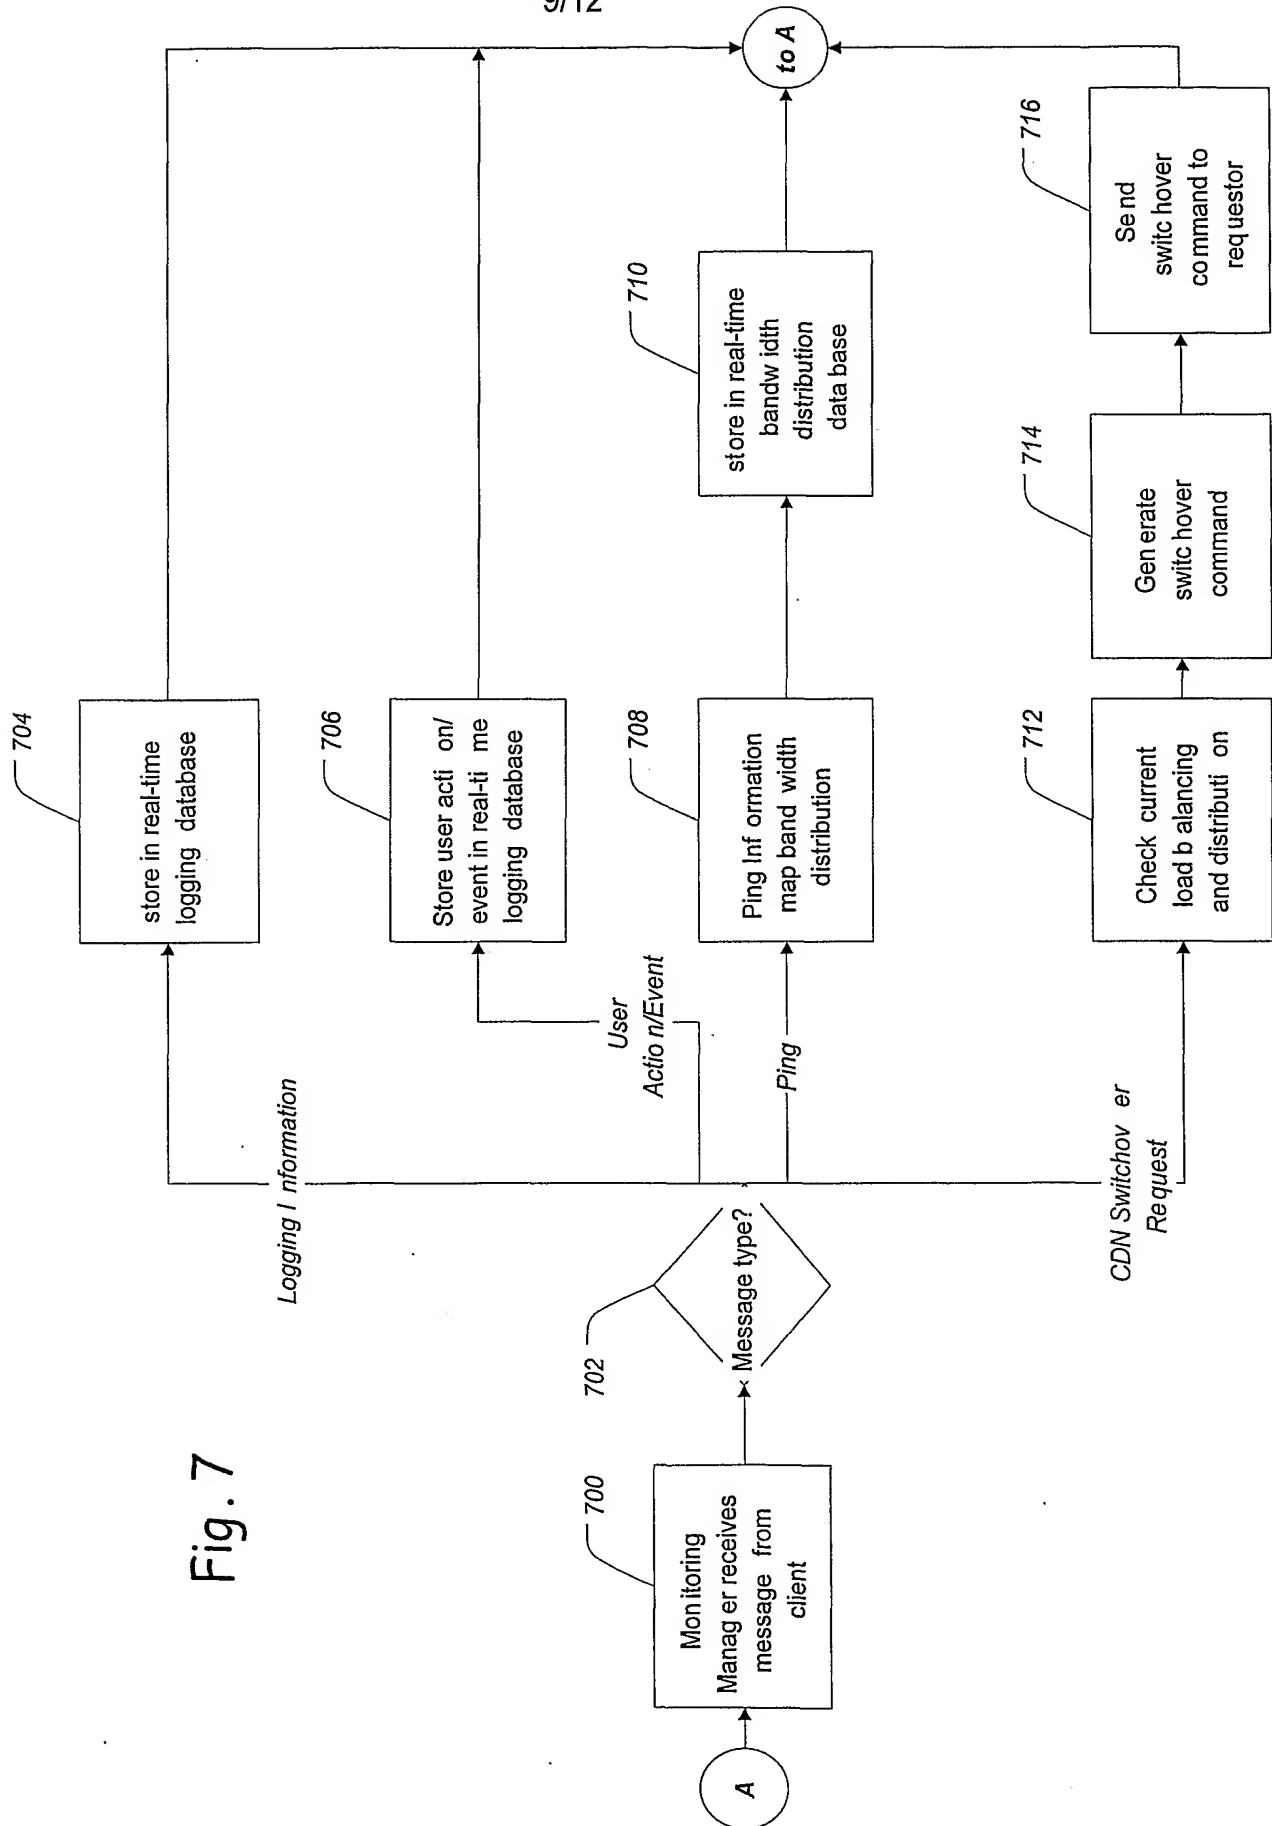 9/12
Fig. 7
A
700
Mon itoring
Manag er receives
message from
client
702
Message type?
Logging I nformation
704
store in real-time
logging database
User
Actio n/Event
706
Store user acti on/
event in real-ti me
logging database
Ping
708
Ping Inf ormation
map band width
distribution
710
store in real-time
bandw idth
distribution
data base
CDN Switchov er
Request
712
Check current
load b alancing
and distributi on
714
Gen erate
switc hover
command
716
Se nd
switc hover
command to
requestor
to A